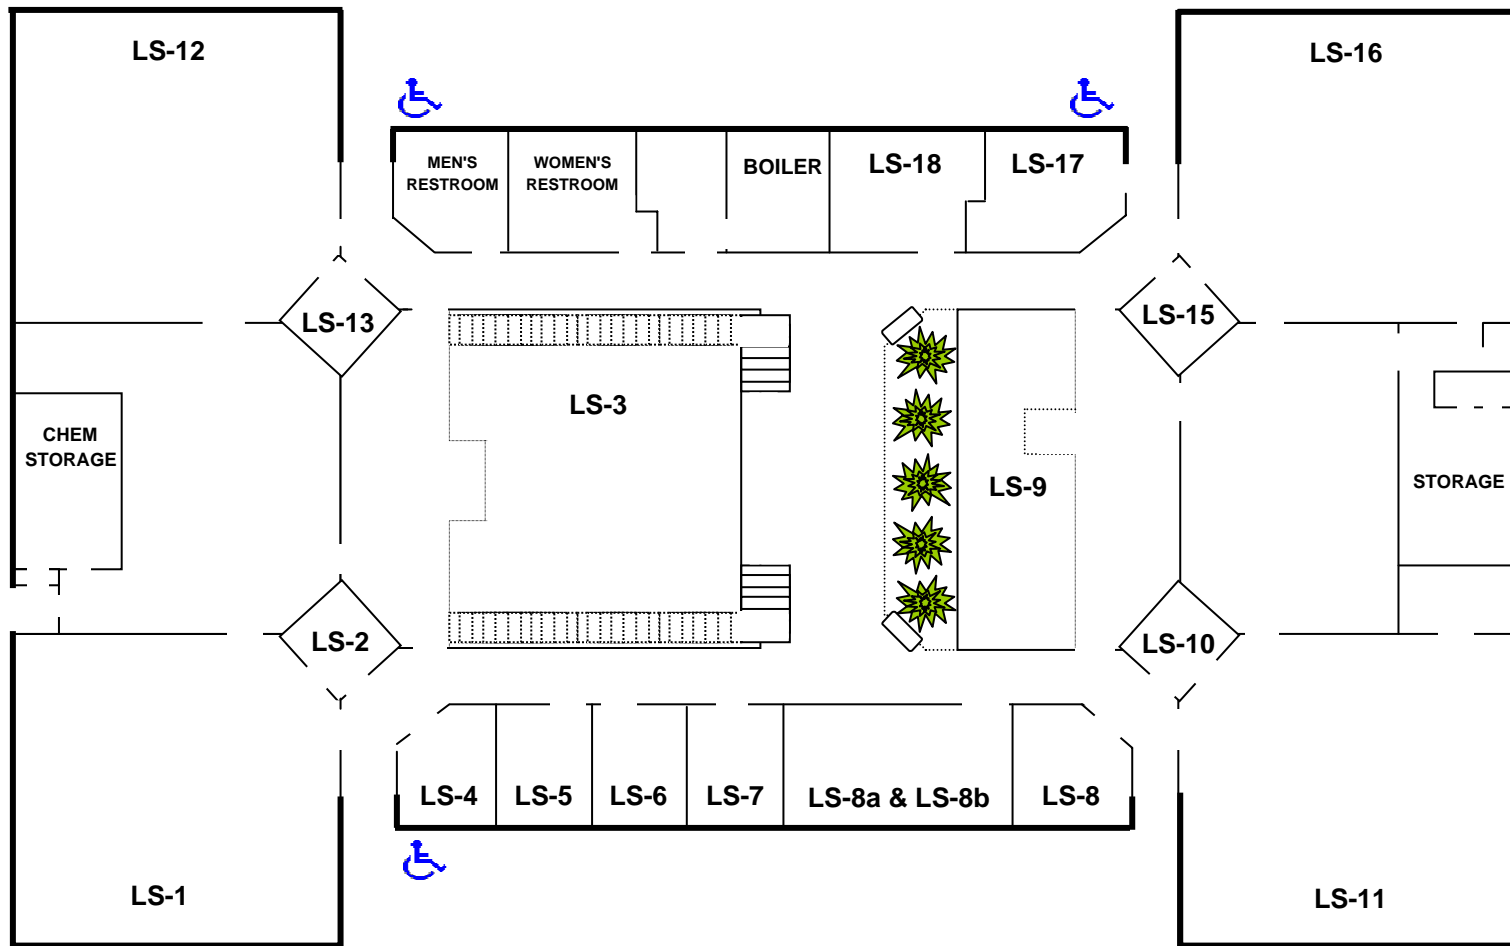 LS-12
LS-16
MEN'S
RESTROOM
WOMEN'S
RESTROOM
BOILER
LS-18
LS-17
LS-13
LS-15
LS-3
CHEM
STORAGE
LS-9
STORAGE
LS-2
LS-10
LS-4
LS-5
LS-6
LS-7
LS-8a & LS-8b
LS-8
LS-1
LS-11